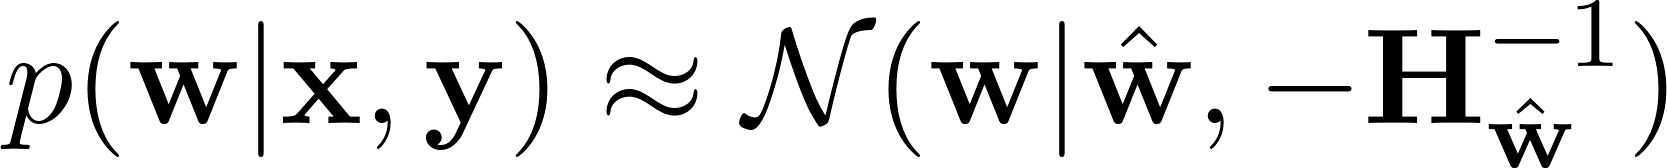 p(𝐰|𝐱, 𝐲) ≈ 𝒩(𝐰|𝐰̂, −𝐇_𝐰̂^−1)